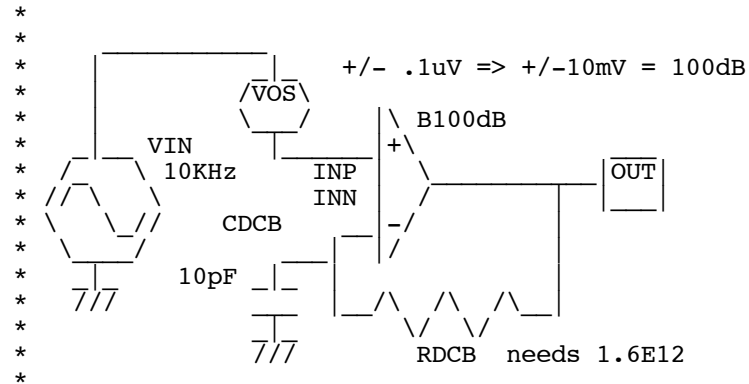 +/- .1uV => +/-10mV = 100dB
VOS
B100dB
VIN
+
10KHz
INP
OUT
INN
CDCB
-
10pF
RDCB needs 1.6E12